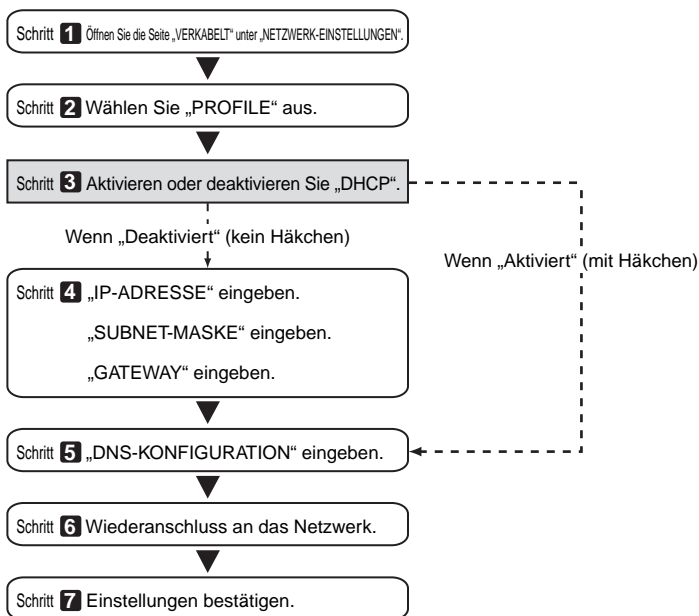 Schritt 1 Öffnen Sie die Seite „VERKABELT“ unter „NETZWERK-EINSTELLUNGEN“.
Schritt 2 Wählen Sie „PROFILE“ aus.
Schritt 3 Aktivieren oder deaktivieren Sie „DHCP“.
Wenn „Deaktiviert“ (kein Häkchen)
Wenn „Aktiviert“ (mit Häkchen)
Schritt 4 „IP-ADRESSE“ eingeben.
„SUBNET-MASKE“ eingeben.
„GATEWAY“ eingeben.
Schritt 5 „DNS-KONFIGURATION“ eingeben.
Schritt 6 Wiederanschluss an das Netzwerk.
Schritt 7 Einstellungen bestätigen.